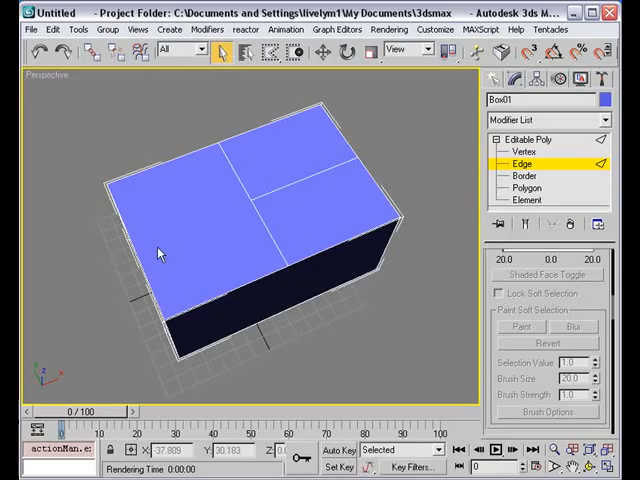 Untitled - Project Folder: C:\Documents and Settings\livelym1\My Documents\3dsmax - Autodesk 3ds M...
File Edit Tools Group Views Create Modifiers reactor Animation Graph Editors Rendering Customize MAXScript Help Tentacles
All View
Perspective
Box01
Modifier List
Editable Poly
Vertex
Edge
Border
Polygon
Element
20.0 0.0 20.0
Shaded Face Toggle
Lock Soft Selection
Paint Soft Selection
Paint Blur
Revert
Selection Value 1.0
Brush Size 20.0
Brush Strength 1.0
Brush Options
z y x
0 / 100
0 10 20 30 40 50 60 70 80 90 100
actionMan.e: X: -37.809 Y: 30.183 Z: Auto Key Selected
Rendering Time 0:00:00 Set Key Key Filters... 0